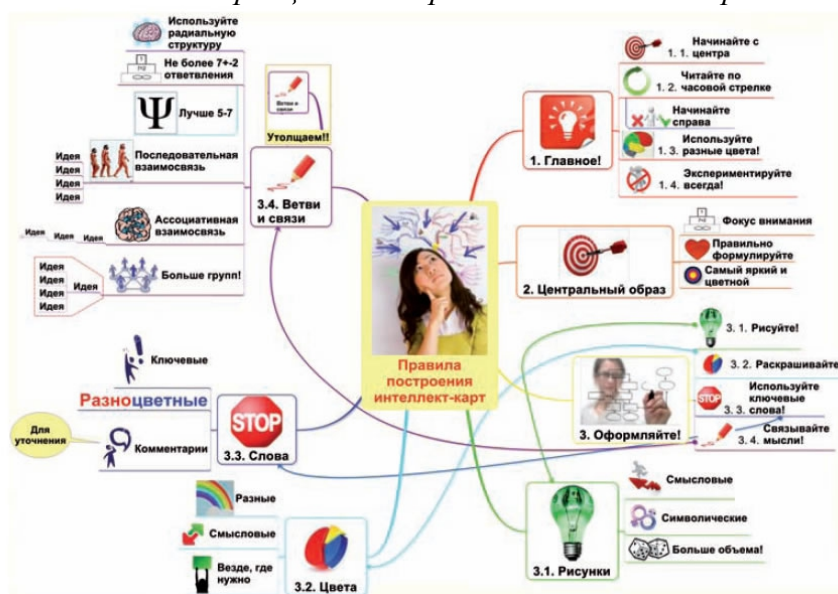 Правила
построения
интеллект-карт
1. Главное!
Начинайте с
1. 1. центра
Читайте по
1. 2. часовой стрелке
Начинайте
справа
Используйте
1. 3. разные цвета!
Экспериментируйте
1. 4. всегда!
2. Центральный образ
Фокус внимания
Правильно
формулируйте
Самый яркий и
цветной
3. Оформляйте!
3. 1. Рисуйте!
3. 2. Раскрашивайте
Используйте
ключевые
3. 3. слова!
Связывайте
3. 4. мысли!
3.1. Рисунки
Смысловые
Символические
Больше объема!
3.2. Цвета
Разные
Смысловые
Везде, где
нужно
3.3. Слова
STOP
STOP
Ключевые
Разноцветные
Комментарии
Для
уточнения
3.4. Ветви
и связи
Ветви и
связи
Утолщаем!!
Используйте
радиальную
структуру
Не более 7+-2
ответвления
Ψ
Лучше 5-7
Последовательная
взаимосвязь
Идея
Идея
Идея
Идея
Ассоциативная
взаимосвязь
Идея Идея Идея
Больше групп!
Идея
Идея
Идея
Идея
Идея